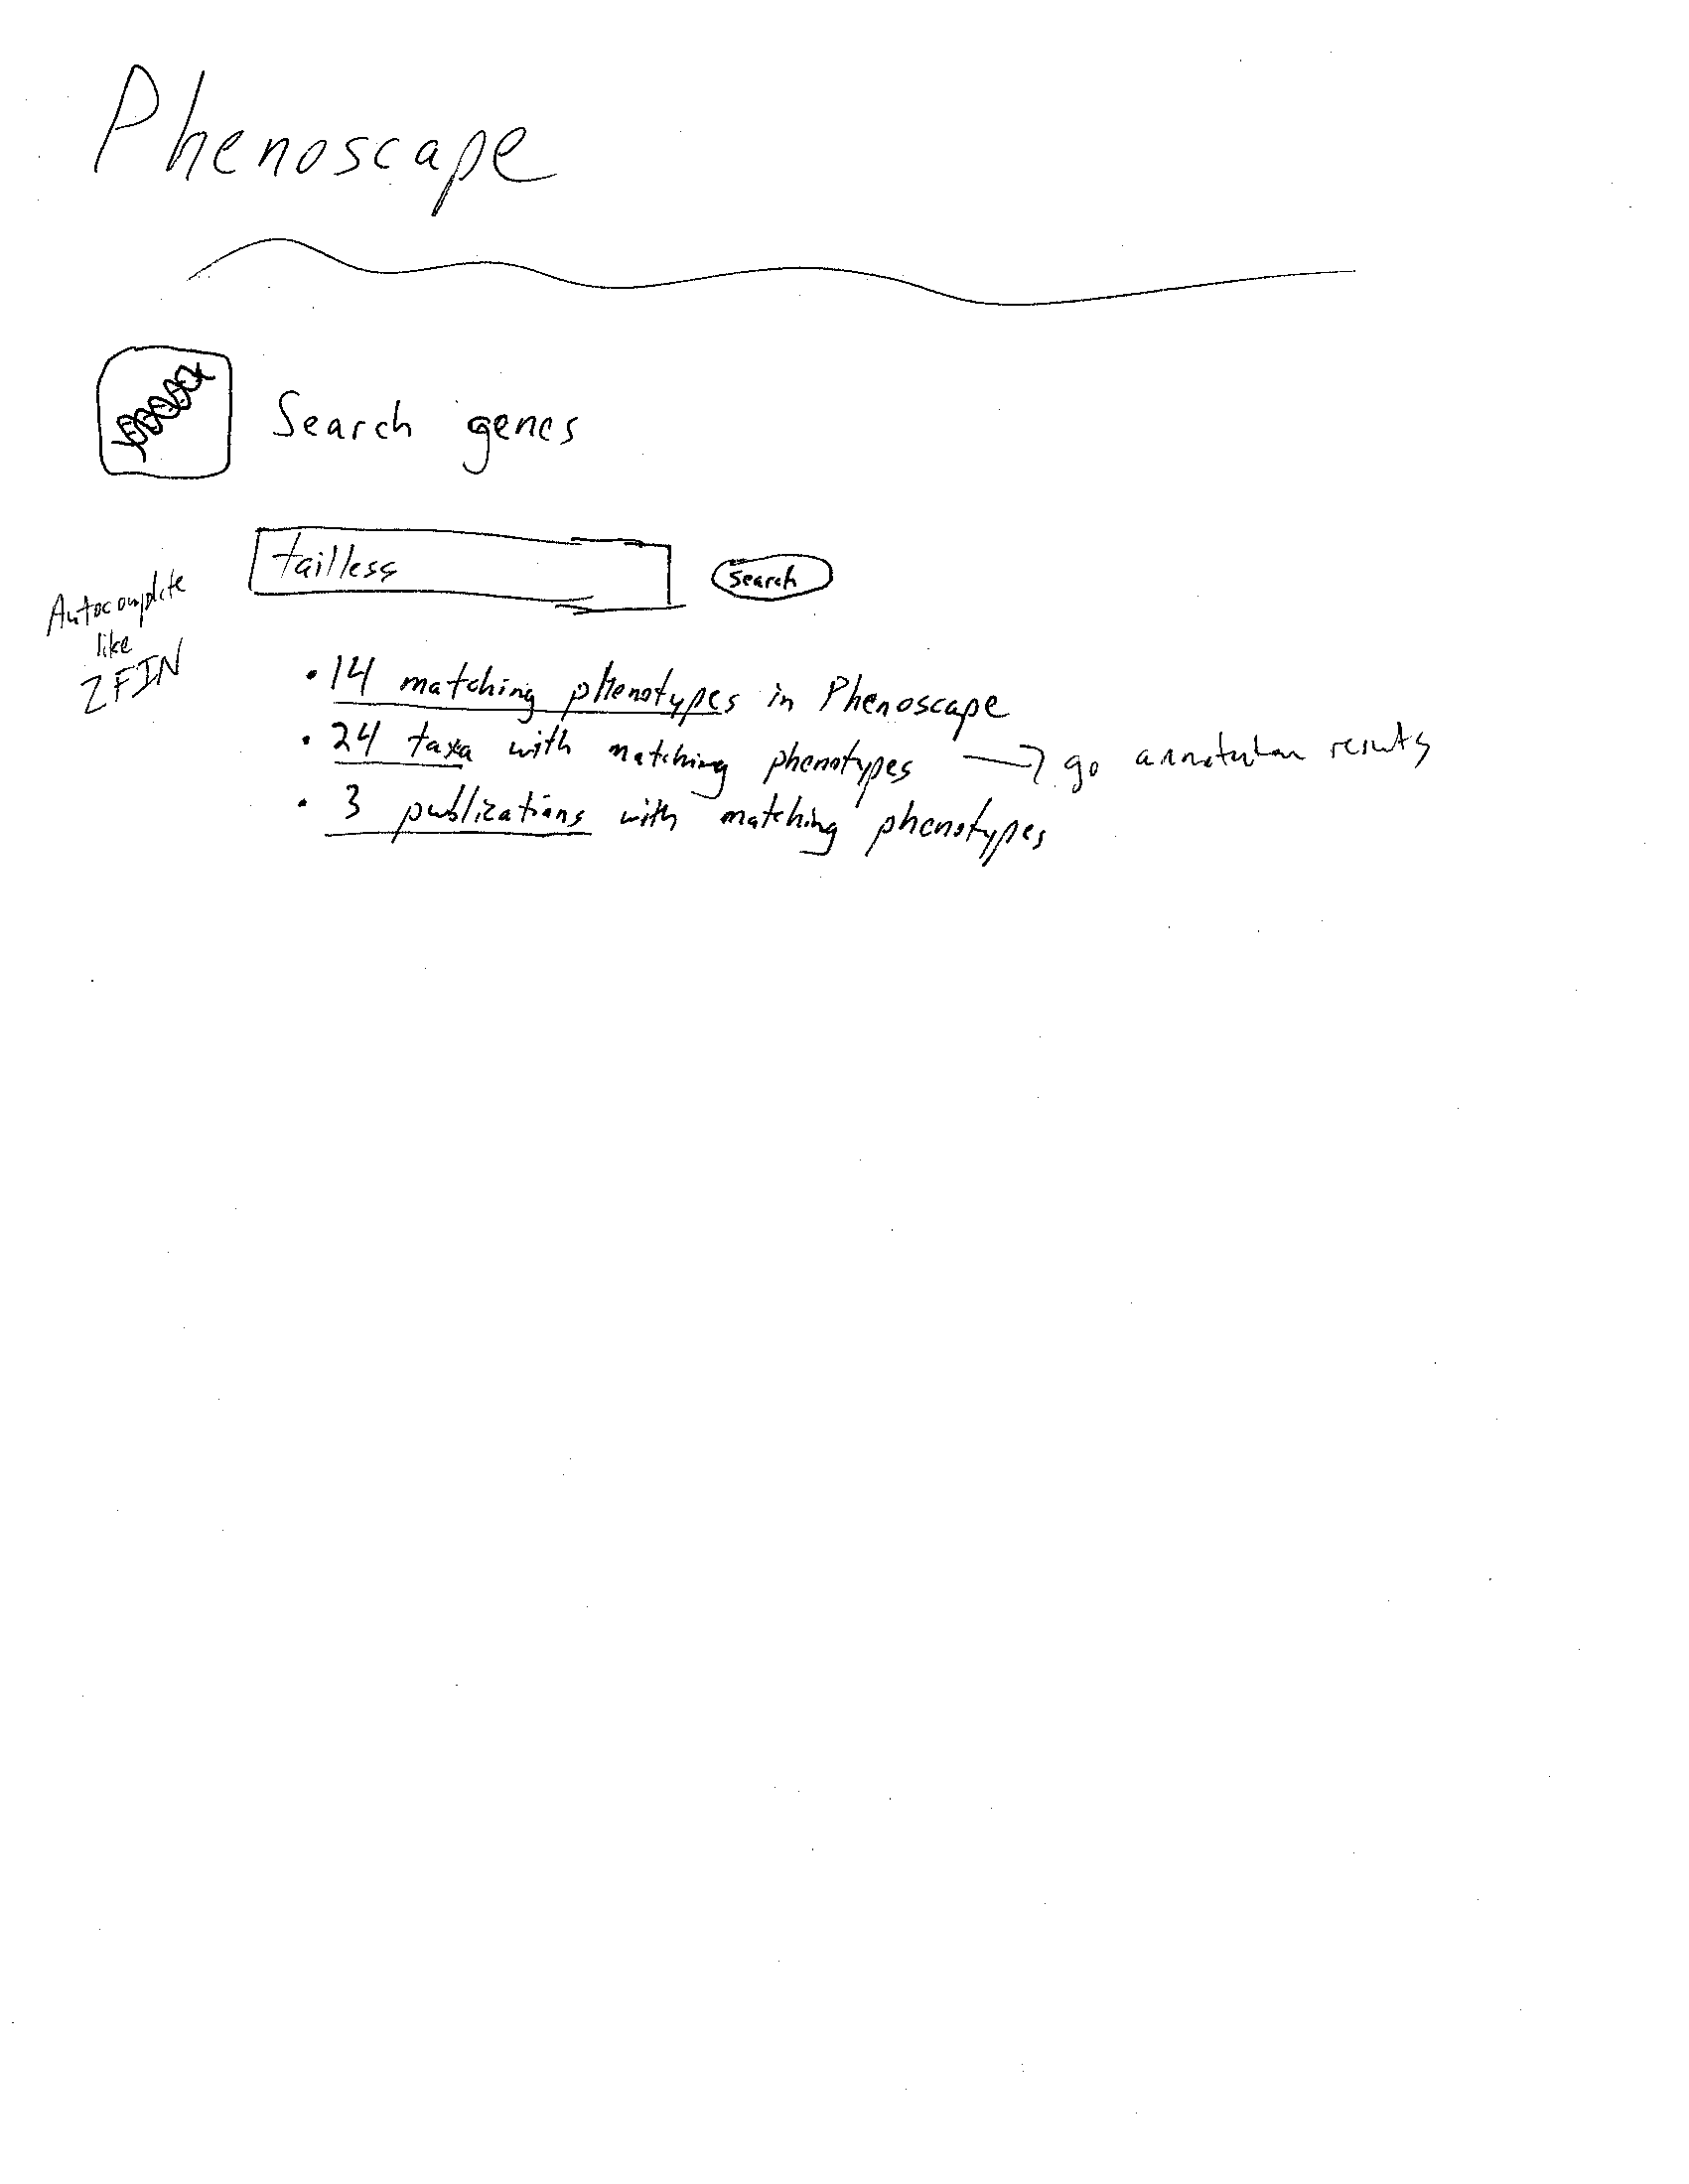 Phenoscape
Search genes
tailless
search
Autocomplete
like
ZFIN
• 14 matching phenotypes in Phenoscape
• 24 taxa with matching phenotypes → go annotation results
• 3 publications with matching phenotypes